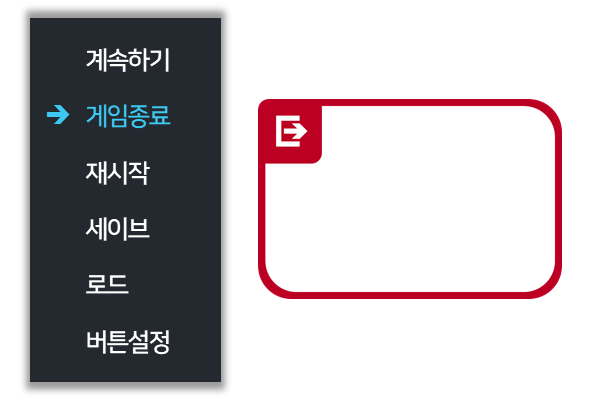 계속하기
게임종료
재시작
세이브
로드
버튼설정